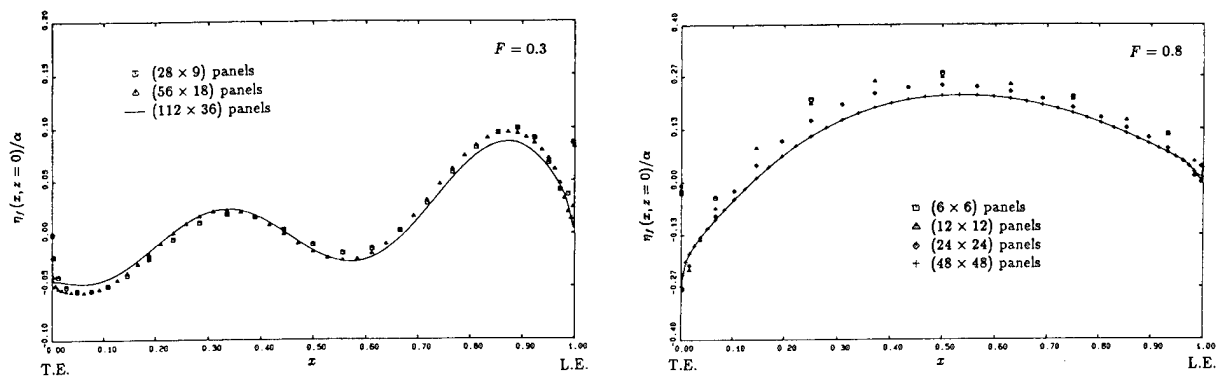 0.20
0.15
0.10
0.05
0.00
-0.05
-0.10
η_f(x, z=0)/α
F = 0.3
(28 × 9) panels
(56 × 18) panels
(112 × 36) panels
0.00 0.10 0.20 0.30 0.40 0.50 0.60 0.70 0.80 0.90 1.00
T.E. x L.E.
0.40
0.27
0.13
0.00
-0.13
-0.27
-0.40
η_f(x, z=0)/α
F = 0.8
(6 × 6) panels
(12 × 12) panels
(24 × 24) panels
(48 × 48) panels
0.00 0.10 0.20 0.30 0.40 0.50 0.60 0.70 0.80 0.90 1.00
T.E. x L.E.